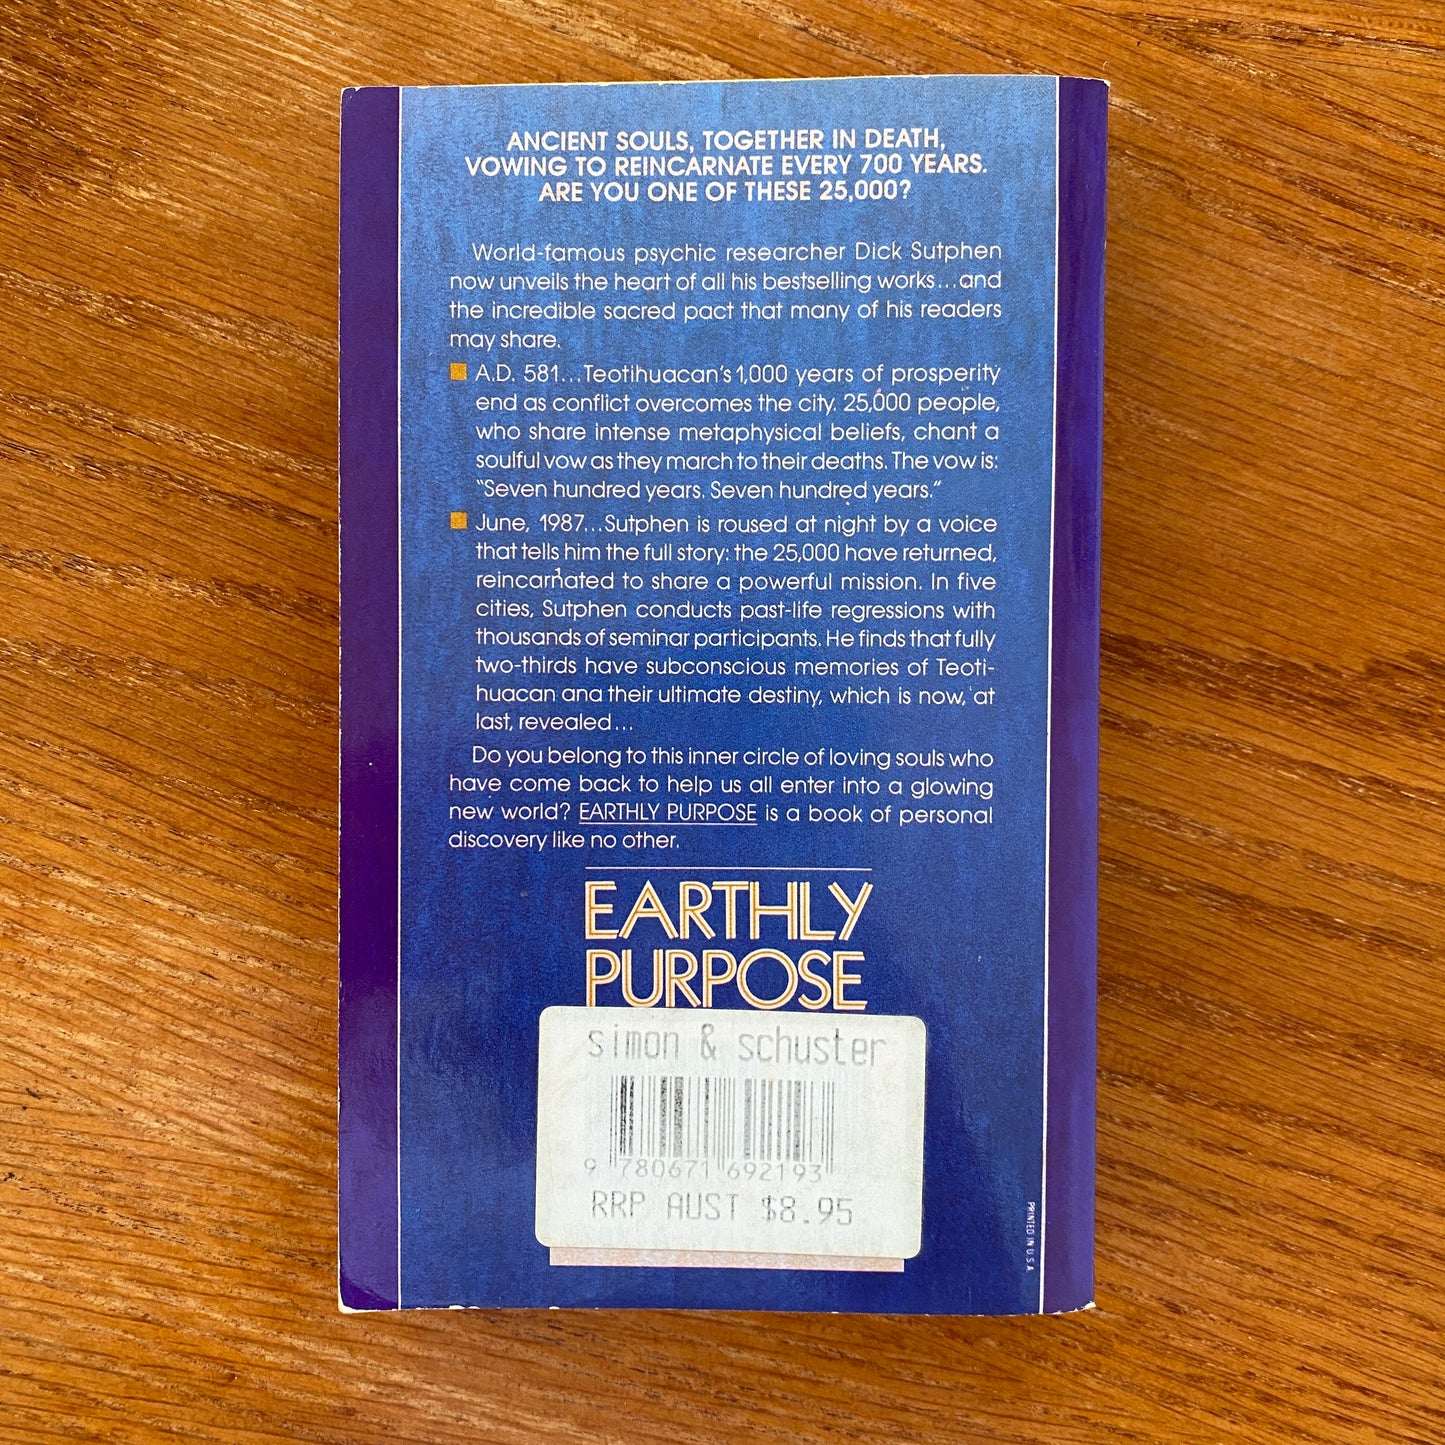 ANCIENT SOULS, TOGETHER IN DEATH,
VOWING TO REINCARNATE EVERY 700 YEARS.
ARE YOU ONE OF THESE 25,000?
World-famous psychic researcher Dick Sutphen
now unveils the heart of all his bestselling works...and
the incredible sacred pact that many of his readers
may share.
A.D. 581...Teotihuacan's 1,000 years of prosperity
end as conflict overcomes the city. 25,000 people,
who share intense metaphysical beliefs, chant a
soulful vow as they march to their deaths. The vow is:
"Seven hundred years. Seven hundred years."
June, 1987...Sutphen is roused at night by a voice
that tells him the full story: the 25,000 have returned,
reincarnated to share a powerful mission. In five
cities, Sutphen conducts past-life regressions with
thousands of seminar participants. He finds that fully
two-thirds have subconscious memories of Teoti-
huacan and their ultimate destiny, which is now, at
last, revealed...
Do you belong to this inner circle of loving souls who
have come back to help us all enter into a glowing
new world? EARTHLY PURPOSE is a book of personal
discovery like no other.
EARTHLY
PURPOSE
simon & schuster
9 780671 692193
RRP AUST $8.95
PRINTED IN U.S.A.